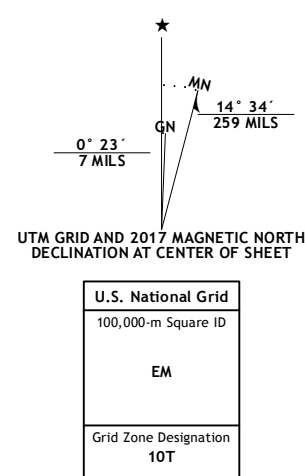 ★
MN
GN
14° 34´
259 MILS
0° 23´
7 MILS
UTM GRID AND 2017 MAGNETIC NORTH
DECLINATION AT CENTER OF SHEET
U.S. National Grid
100,000-m Square ID
EM
Grid Zone Designation
10T